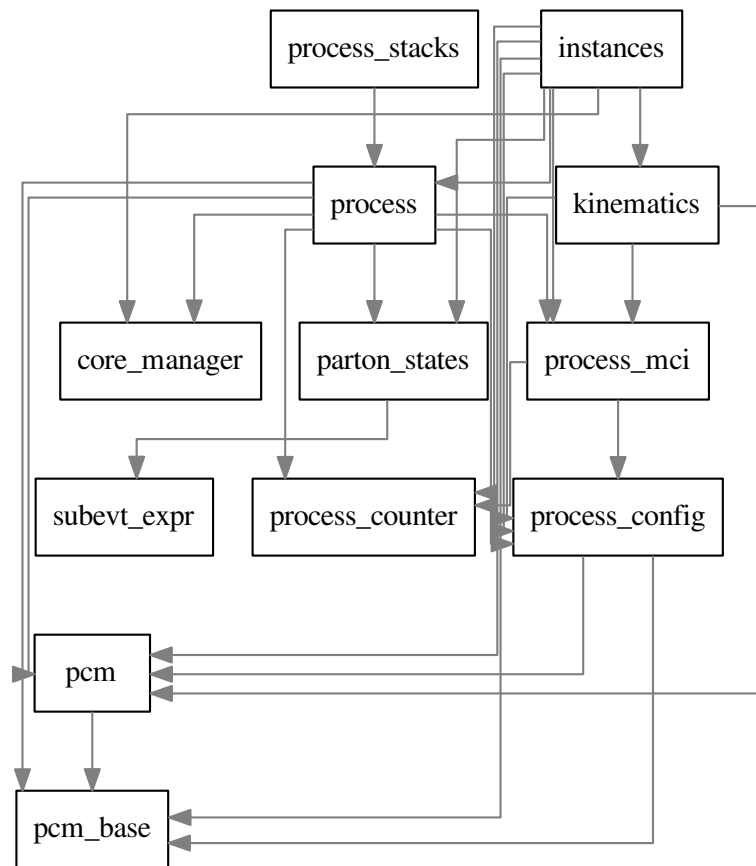 process_stacks
instances
process
kinematics
core_manager
parton_states
process_mci
subevt_expr
process_counter
process_config
pcm
pcm_base